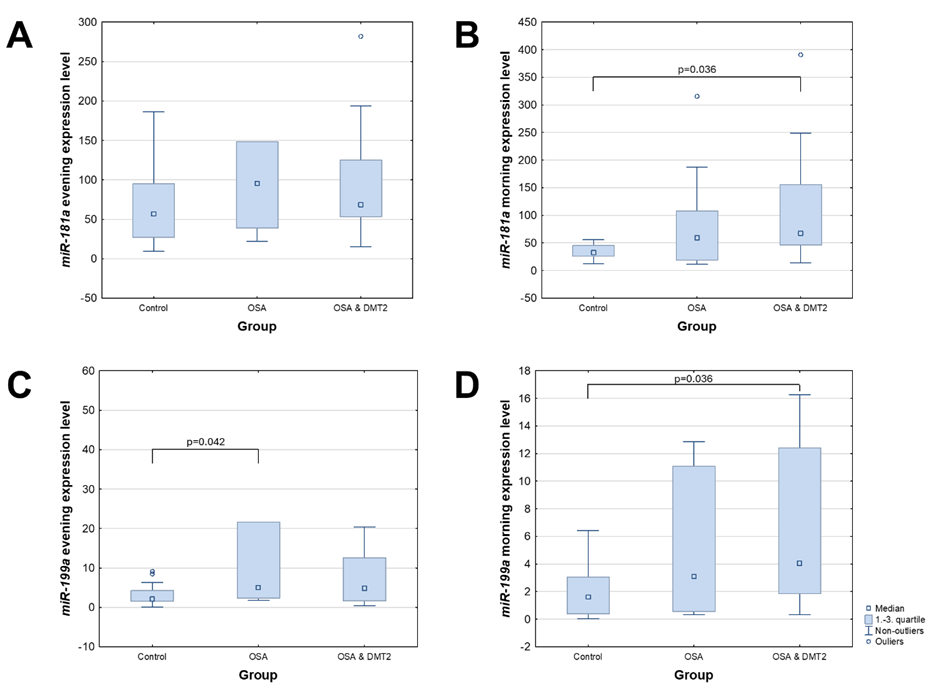 A
miR-181a evening expression level
300
250
200
150
100
50
0
-50
Control
OSA
OSA & DMT2
Group
B
miR-181a morning expression level
450
400
350
300
250
200
150
100
50
0
-50
p=0.036
Control
OSA
OSA & DMT2
Group
C
miR-199a evening expression level
60
50
40
30
20
10
0
-10
p=0.042
Control
OSA
OSA & DMT2
Group
D
miR-199a morning expression level
18
16
14
12
10
8
6
4
2
0
-2
p=0.036
Control
OSA
OSA & DMT2
Group
Median
1.-3. quartile
Non-outliers
Ouliers